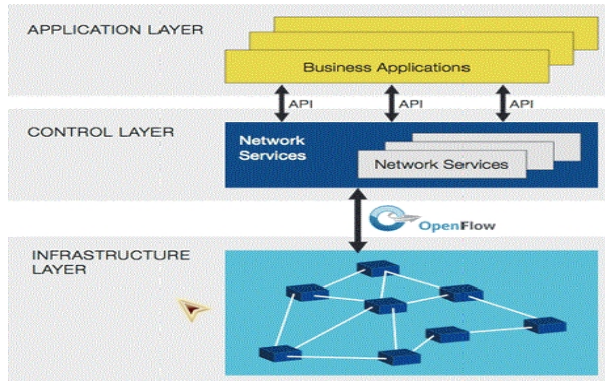 APPLICATION LAYER
Business Applications
API
API
API
CONTROL LAYER
Network
Services
Network Services
OpenFlow
INFRASTRUCTURE
LAYER